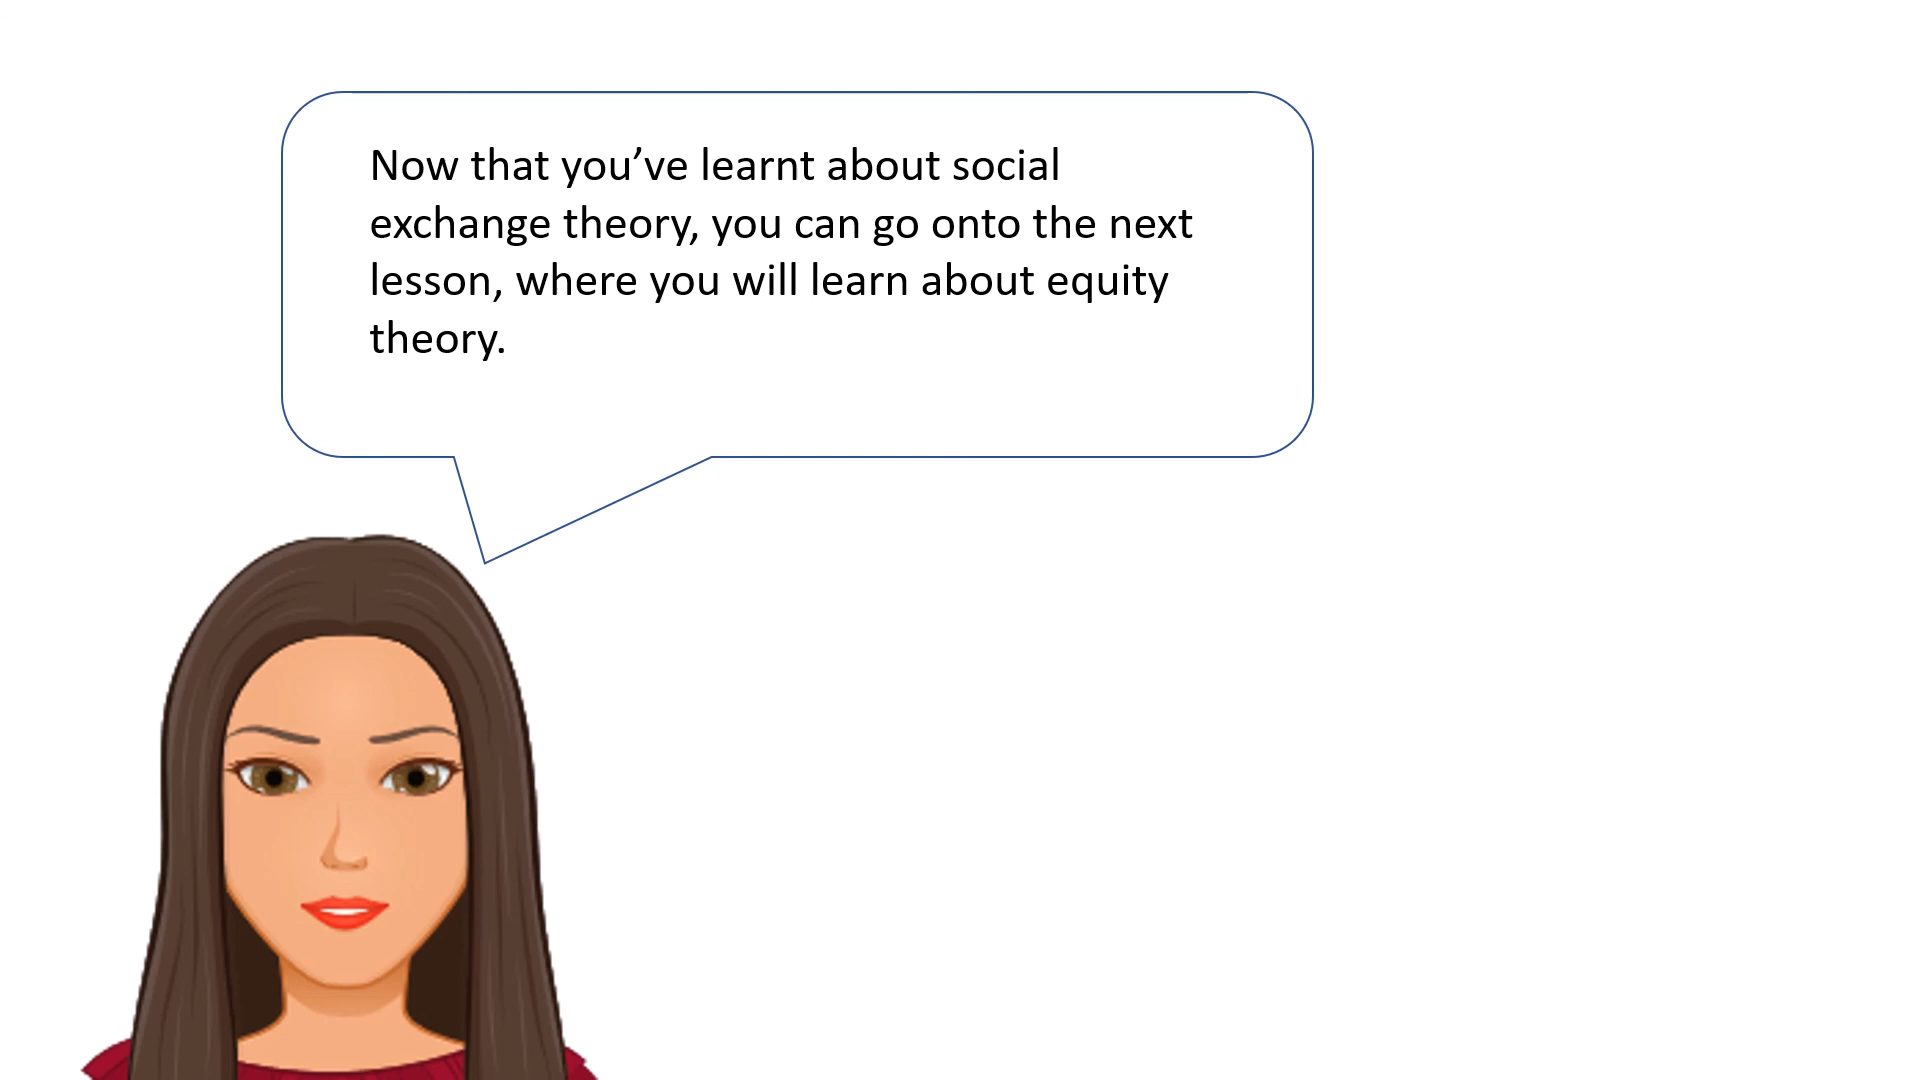 Now that you’ve learnt about social
exchange theory, you can go onto the next
lesson, where you will learn about equity
theory.